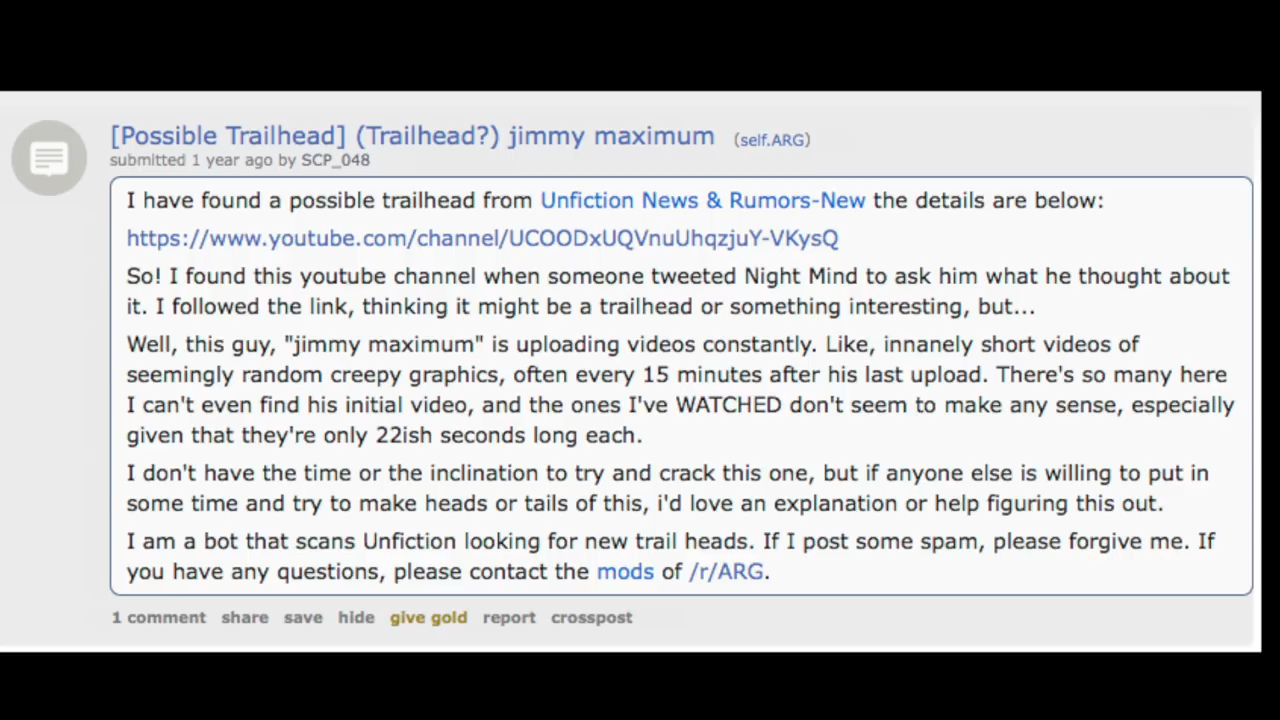 [Possible Trailhead] (Trailhead?) jimmy maximum (self.ARG)
submitted 1 year ago by SCP_048
I have found a possible trailhead from Unfiction News & Rumors-New the details are below:
https://www.youtube.com/channel/UCOODxUQVnuUhqzjuY-VKysQ
So! I found this youtube channel when someone tweeted Night Mind to ask him what he thought about
it. I followed the link, thinking it might be a trailhead or something interesting, but...
Well, this guy, "jimmy maximum" is uploading videos constantly. Like, innanely short videos of
seemingly random creepy graphics, often every 15 minutes after his last upload. There's so many here
I can't even find his initial video, and the ones I've WATCHED don't seem to make any sense, especially
given that they're only 22ish seconds long each.
I don't have the time or the inclination to try and crack this one, but if anyone else is willing to put in
some time and try to make heads or tails of this, i'd love an explanation or help figuring this out.
I am a bot that scans Unfiction looking for new trail heads. If I post some spam, please forgive me. If
you have any questions, please contact the mods of /r/ARG.
1 comment share save hide give gold report crosspost